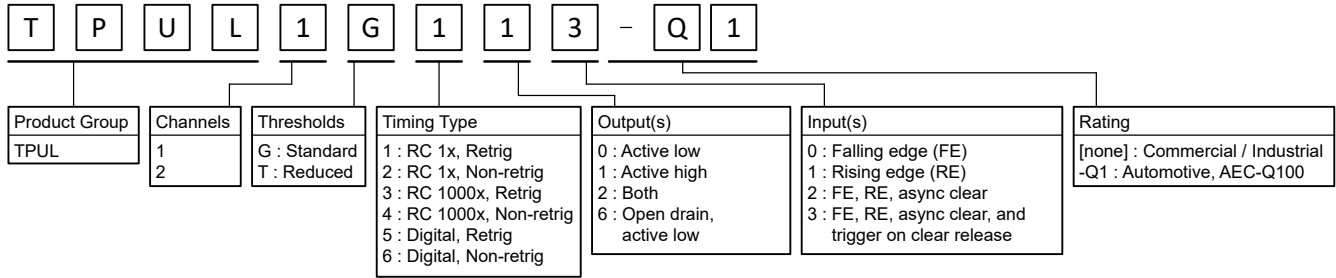 T P U L 1 G 1 1 3 - Q 1
Product Group
TPUL
Channels
1
2
Thresholds
G : Standard
T : Reduced
Timing Type
1 : RC 1x, Retrig
2 : RC 1x, Non-retrig
3 : RC 1000x, Retrig
4 : RC 1000x, Non-retrig
5 : Digital, Retrig
6 : Digital, Non-retrig
Output(s)
0 : Active low
1 : Active high
2 : Both
6 : Open drain,
active low
Input(s)
0 : Falling edge (FE)
1 : Rising edge (RE)
2 : FE, RE, async clear
3 : FE, RE, async clear, and
trigger on clear release
Rating
[none] : Commercial / Industrial
-Q1 : Automotive, AEC-Q100